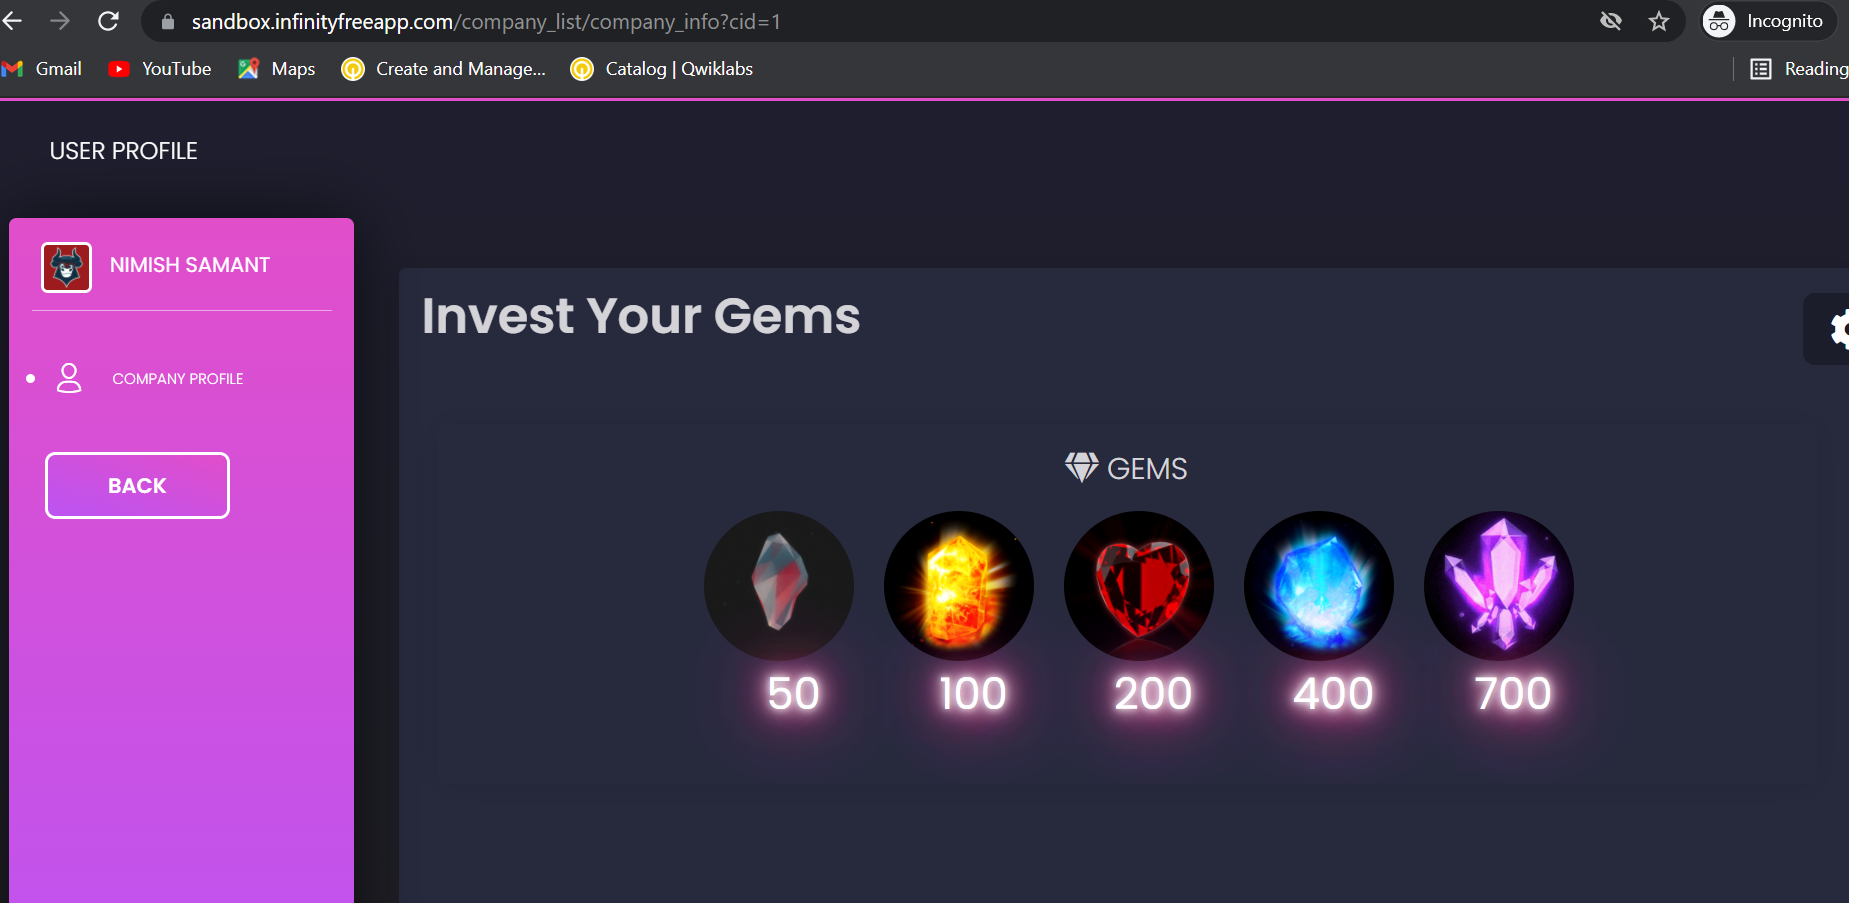 sandbox.infinityfreeapp.com/company_list/company_info?cid=1
Incognito
Gmail
YouTube
Maps
Create and Manage...
Catalog | Qwiklabs
Reading
USER PROFILE
NIMISH SAMANT
COMPANY PROFILE
BACK
Invest Your Gems
GEMS
50 100 200 400 700